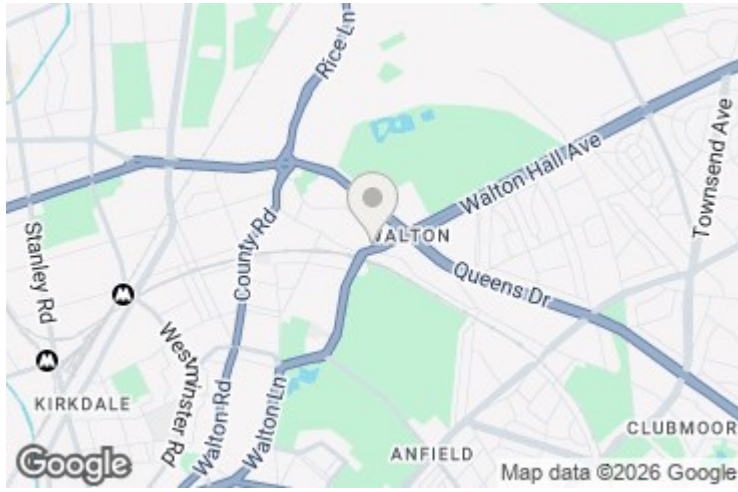 Rice Ln
Walton Hall Ave
Townsend Ave
WALTON
County Rd
Stanley Rd
Queens Dr
Westminster Rd
Walton Rd
Walton Ln
KIRKDALE
CLUBMOOR
ANFIELD
Google
Map data ©2026 Google